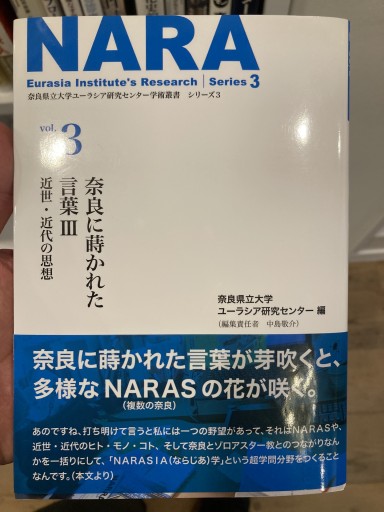 NARA
Eurasia Institute's Research | Series 3
奈良県立大学ユーラシア研究センター学術叢書 シリーズ3
vol. 3
奈良に蒔かれた
言葉 III
近世・近代の思想
奈良県立大学
ユーラシア研究センター 編
(編集責任者 中島敬介)
奈良に蒔かれた言葉が芽吹くと、
多様なNARASの花が咲く。
(複数の奈良)
あのですね、打ち明けて言うと私には一つの野望があって、それはNARASや、
近世・近代のヒト・モノ・コト、そして奈良とゾロアスター教とのつながりなん
かを一括りにして、「NARASIA(ならじあ)学」という超学問分野をつくること
なんです。(本文より)